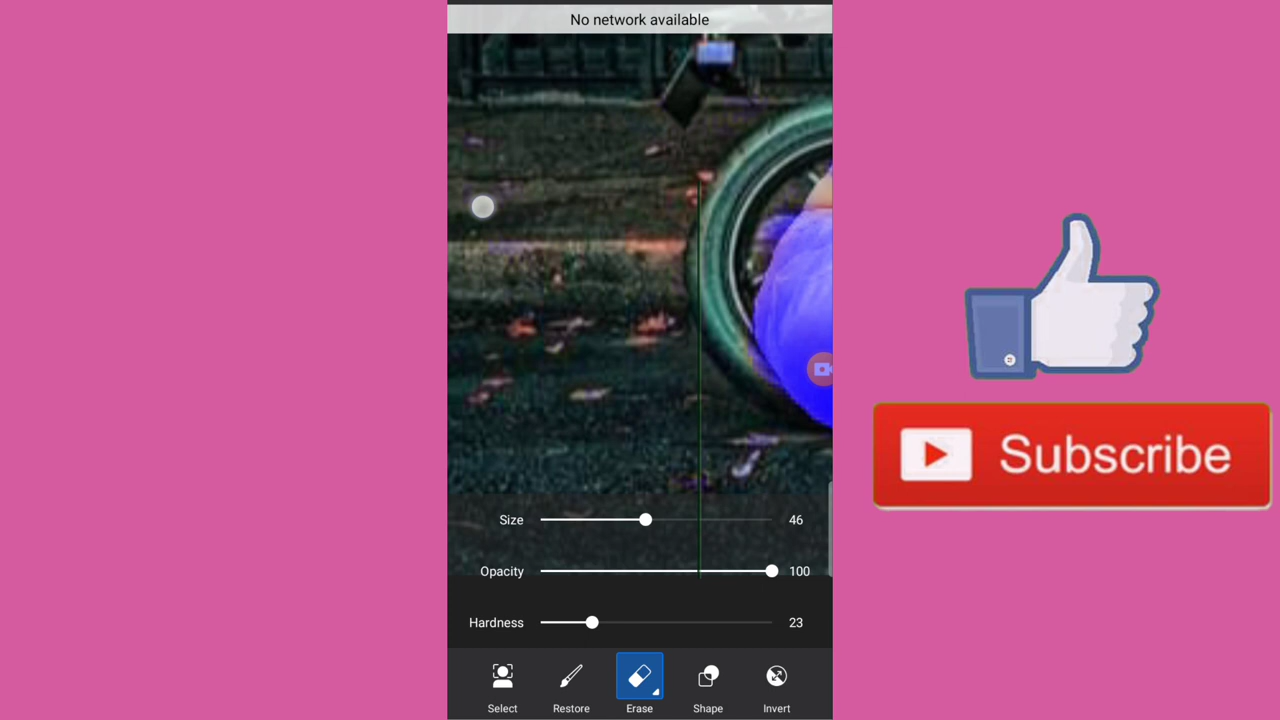 No network available
Size 46
Opacity 100
Hardness 23
Select Restore Erase Shape Invert
Subscribe